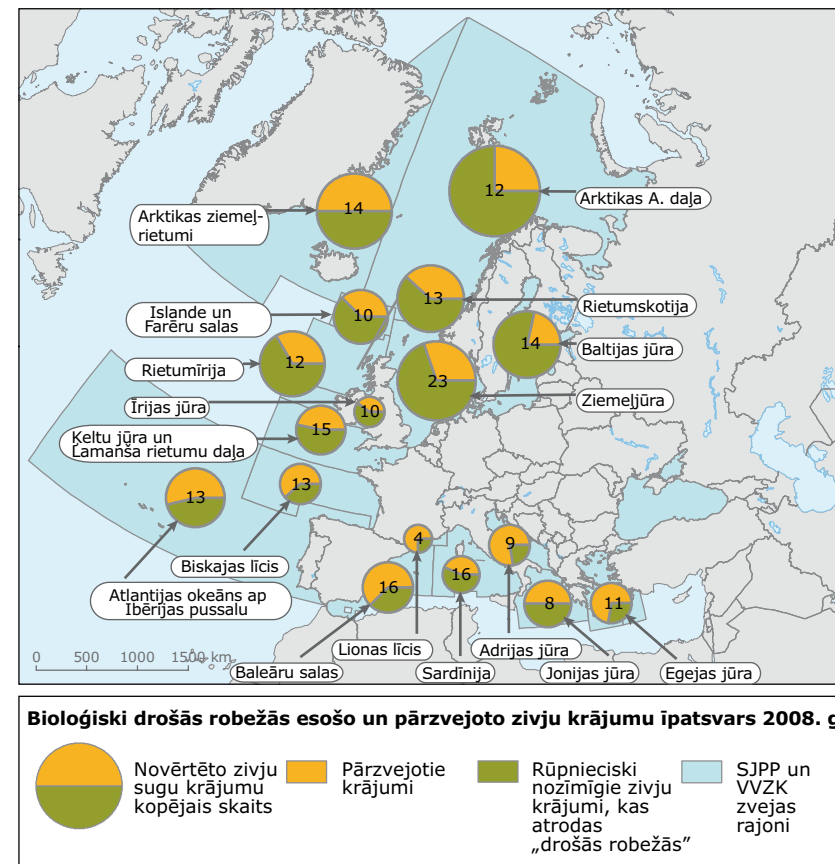 12
Arktikas A. daļa
14
Arktikas ziemeļ-
rietumi
13
Rietumskotija
Islande un
Farēru salas
10
14
Baltijas jūra
12
Rietumīrija
23
Ziemeļjūra
Īrijas jūra
10
Ķeltu jūra un
Lamanša rietumu daļa
15
13
13
Biskajas līcis
Atlantijas okeāns ap
Ibērijas pussalu
4
9
16
16
8
11
Lionas līcis
Adrijas jūra
Baleāru salas
Sardīnija
Jonijas jūra
Egejas jūra
0 500 1000 1500 km
Bioloģiski drošās robežās esošo un pārzvejoto zivju krājumu īpatsvars 2008. g
Novērtēto zivju
sugu krājumu
kopējais skaits
Pārzvejotie
krājumi
Rūpnieciski
nozīmīgie zivju
krājumi, kas
atrodas
„drošās robežās”
SJPP un
VVZK
zvejas
rajoni